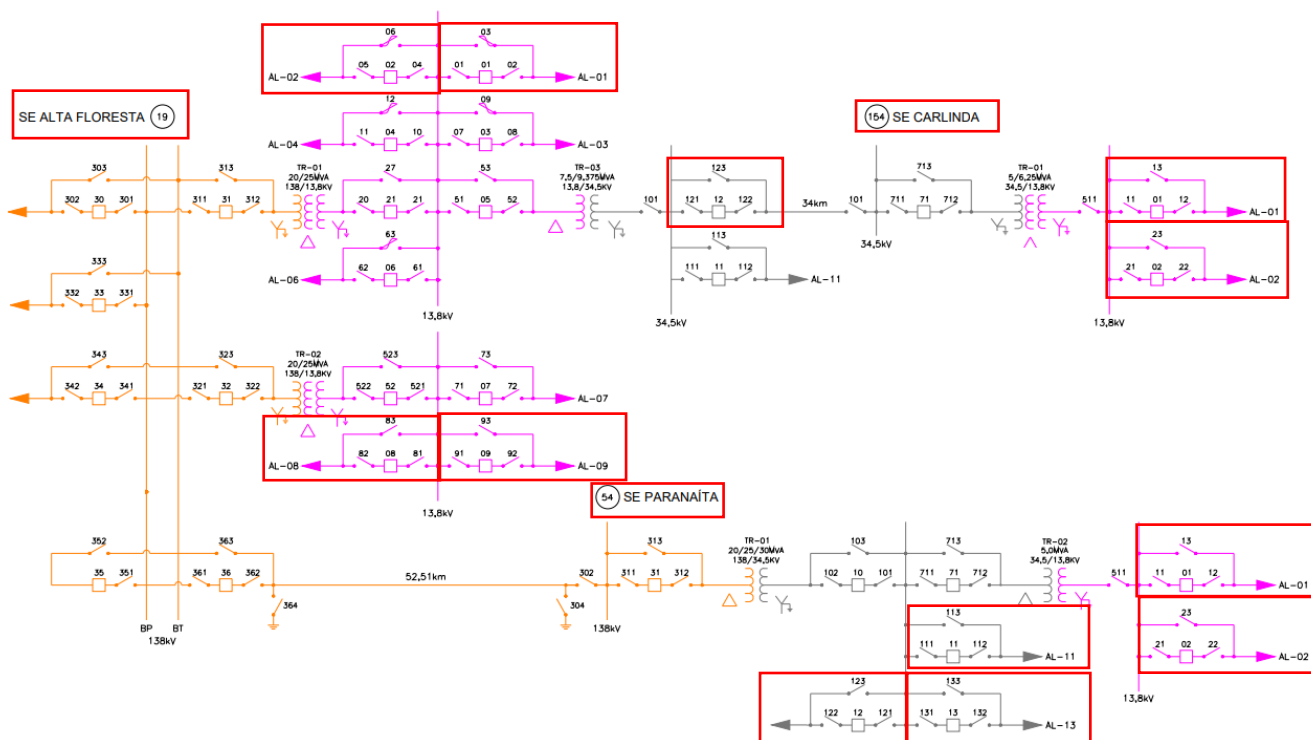 06 03
05 02 04 01 01 02
AL-02 AL-01
12 09
SE ALTA FLORESTA 19
154 SE CARLINDA
11 04 10 07 03 08
AL-04 AL-03
303 313 TR-01 27 53 TR-03 123 713 TR-01 13
20/25MVA 7,5/9,375MVA 5/6,25MVA
138/13,8KV 13,8/34,5KV 34,5/13,8KV
302 30 301 311 31 312 20 21 21 51 05 52 101 121 12 122 34km 101 711 71 712 511 11 01 12
AL-01
63 113 34,5kV 23
62 06 61 111 11 112 21 02 22
AL-06 AL-11 AL-02
333
332 33 331
13,8kV 34,5kV 13,8kV
343 323 TR-02 523 73
20/25MVA
138/13,8KV
342 34 341 321 32 322 522 52 521 71 07 72
AL-07
83 93
82 08 81 91 09 92
AL-08 AL-09
54 SE PARANAÍTA
13,8kV
352 363 313 TR-01 103 713 TR-02 13
20/25/30MVA 5,0MVA
138/34,5KV 34,5/13,8KV
35 351 361 36 362 52,51km 302 311 31 312 102 10 101 711 71 712 511 11 01 12
AL-01
364 304 113 23
BP BT 138kV
138kV
111 11 112 21 02 22
AL-11 AL-02
123 133
13,8kV
122 12 121 131 13 132
AL-13